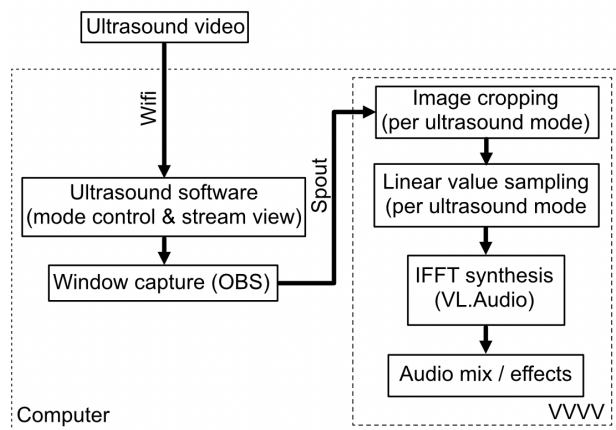 Ultrasound video
Wifi
Ultrasound software
(mode control & stream view)
Window capture (OBS)
Spout
Image cropping
(per ultrasound mode)
Linear value sampling
(per ultrasound mode
IFFT synthesis
(VL.Audio)
Audio mix / effects
Computer
VVVV